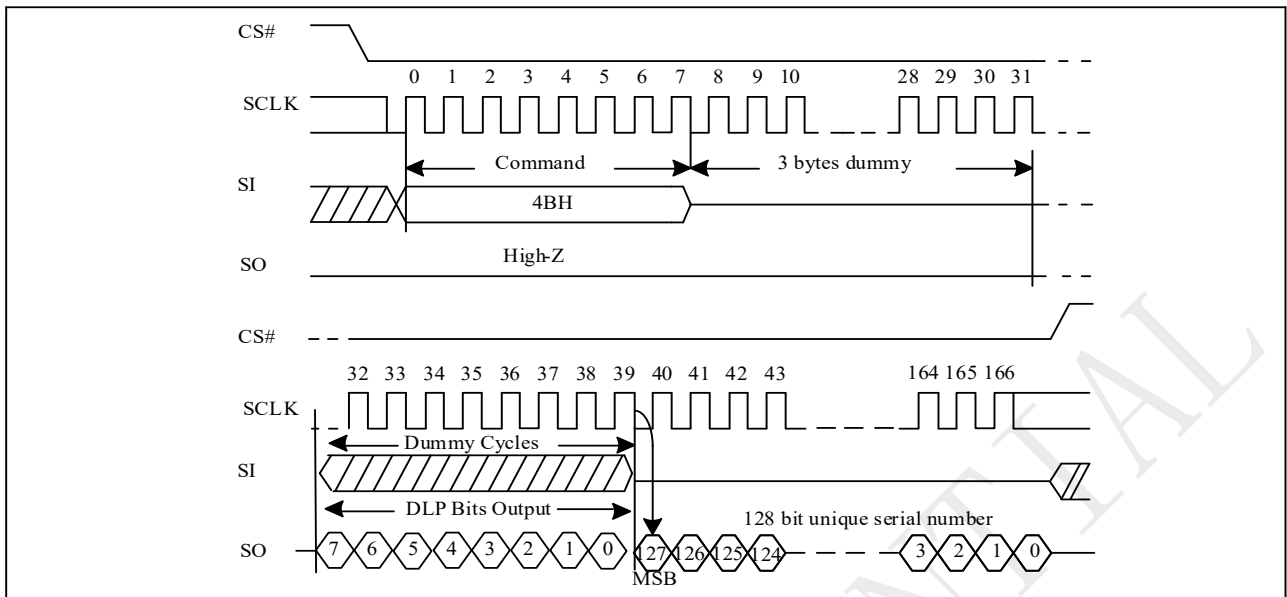 CS#
0 1 2 3 4 5 6 7 8 9 10 28 29 30 31
SCLK
Command 3 bytes dummy
SI
4BH
High-Z
SO
CS#
32 33 34 35 36 37 38 39 40 41 42 43 164 165 166
SCLK
Dummy Cycles
SI
DLP Bits Output
128 bit unique serial number
SO 7 6 5 4 3 2 1 0 127 126 125 124 3 2 1 0
MSB
NTIAL